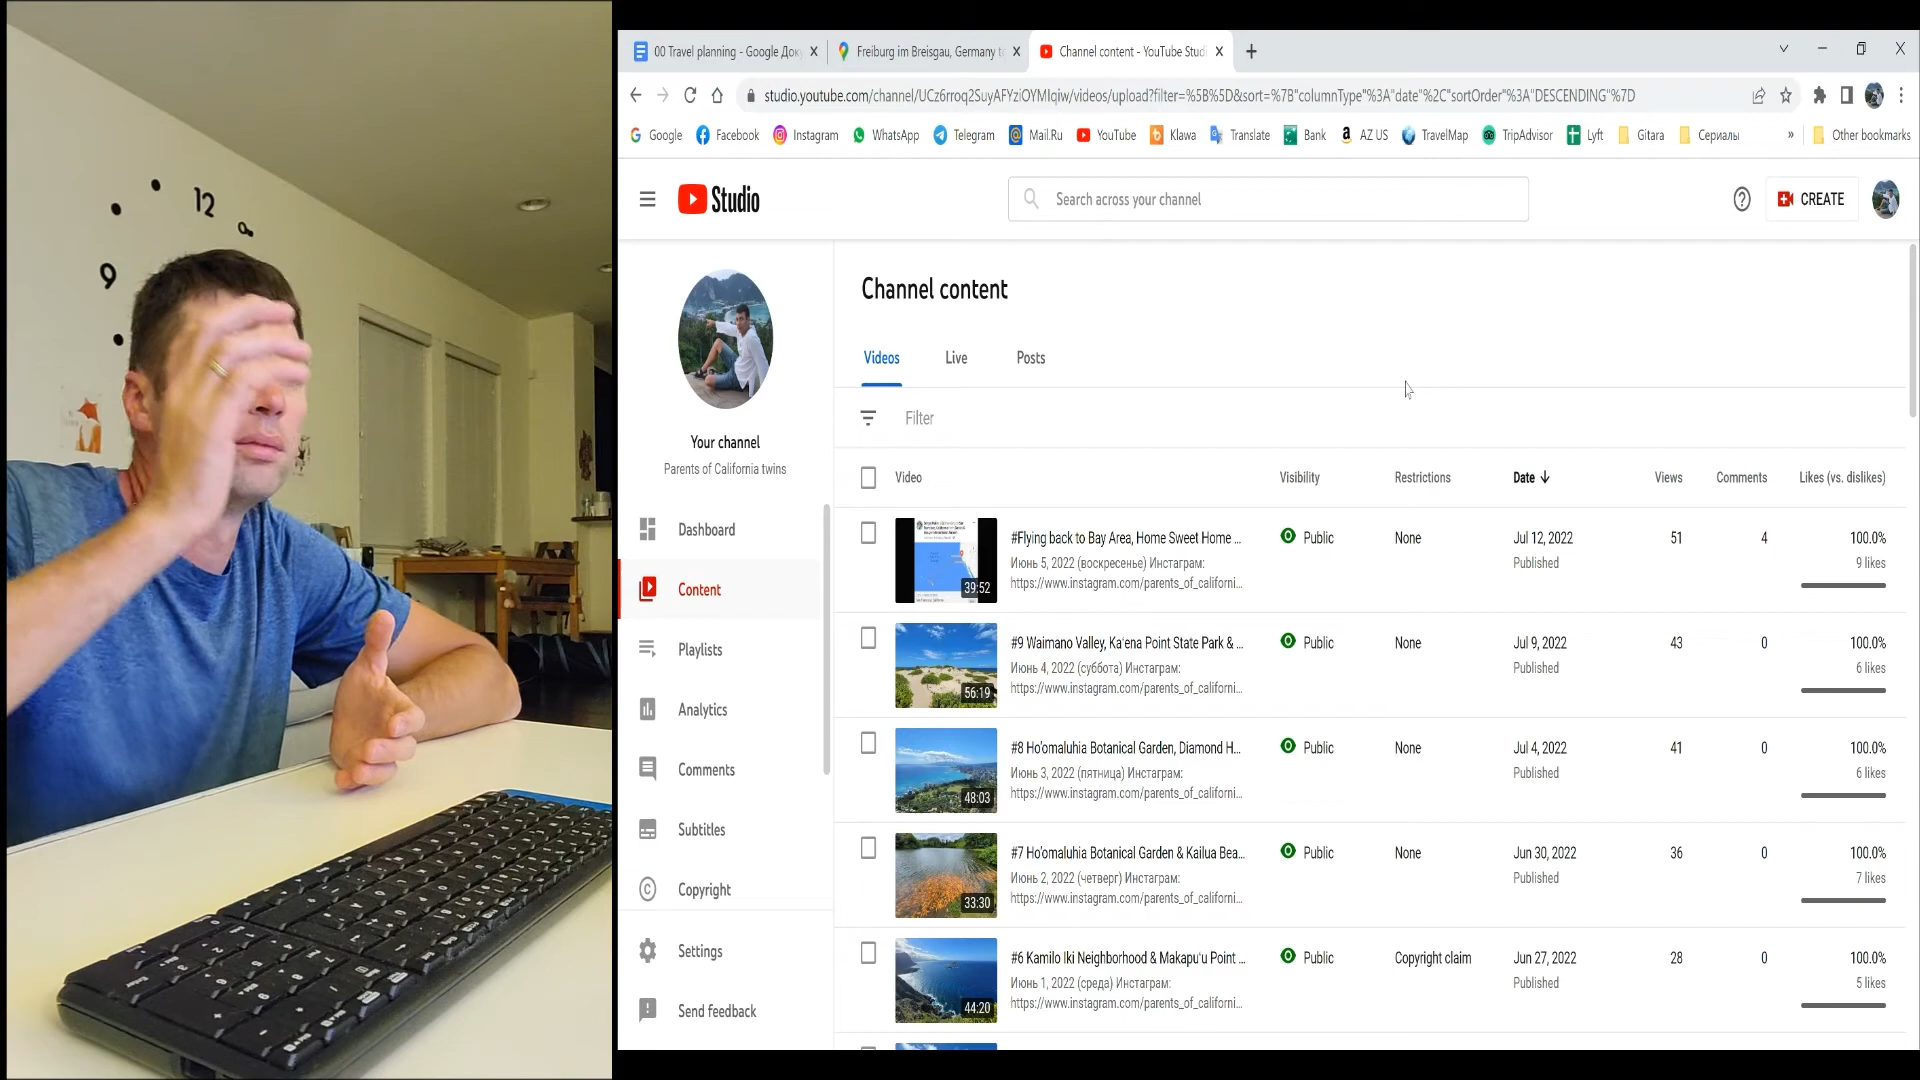 12
9
00 Travel planning - Google Док
Freiburg im Breisgau, Germany t
Channel content - YouTube Stud
studio.youtube.com/channel/UCz6rroq2SuyAFYziOYMIqiw/videos/upload?filter=%5B%5D&sort=%7B"columnType"%3A"date"%2C"sortOrder"%3A"DESCENDING"%7D
Google
Facebook
Instagram
WhatsApp
Telegram
Mail.Ru
YouTube
Klawa
Translate
Bank
AZ US
TravelMap
TripAdvisor
Lyft
Gitara
Сериалы
»
Other bookmarks
Studio
Search across your channel
CREATE
Your channel
Parents of California twins
Dashboard
Content
Playlists
Analytics
Comments
Subtitles
Copyright
Settings
Send feedback
Channel content
Videos Live Posts
Filter
Video Visibility Restrictions Date Views Comments Likes (vs. dislikes)
39:52
#Flying back to Bay Area, Home Sweet Home ...
Июнь 5, 2022 (воскресенье) Инстаграм:
https://www.instagram.com/parents_of_californi...
Public None Jul 12, 2022 51 4 100.0%
Published 9 likes
56:19
#9 Waimano Valley, Kaʻena Point State Park & ...
Июнь 4, 2022 (суббота) Инстаграм:
https://www.instagram.com/parents_of_californi...
Public None Jul 9, 2022 43 0 100.0%
Published 6 likes
48:03
#8 Hoʻomaluhia Botanical Garden, Diamond H...
Июнь 3, 2022 (пятница) Инстаграм:
https://www.instagram.com/parents_of_californi...
Public None Jul 4, 2022 41 0 100.0%
Published 6 likes
33:30
#7 Hoʻomaluhia Botanical Garden & Kailua Bea...
Июнь 2, 2022 (четверг) Инстаграм:
https://www.instagram.com/parents_of_californi...
Public None Jun 30, 2022 36 0 100.0%
Published 7 likes
44:20
#6 Kamilo Iki Neighborhood & Makapuʻu Point ...
Июнь 1, 2022 (среда) Инстаграм:
https://www.instagram.com/parents_of_californi...
Public Copyright claim Jun 27, 2022 28 0 100.0%
Published 5 likes